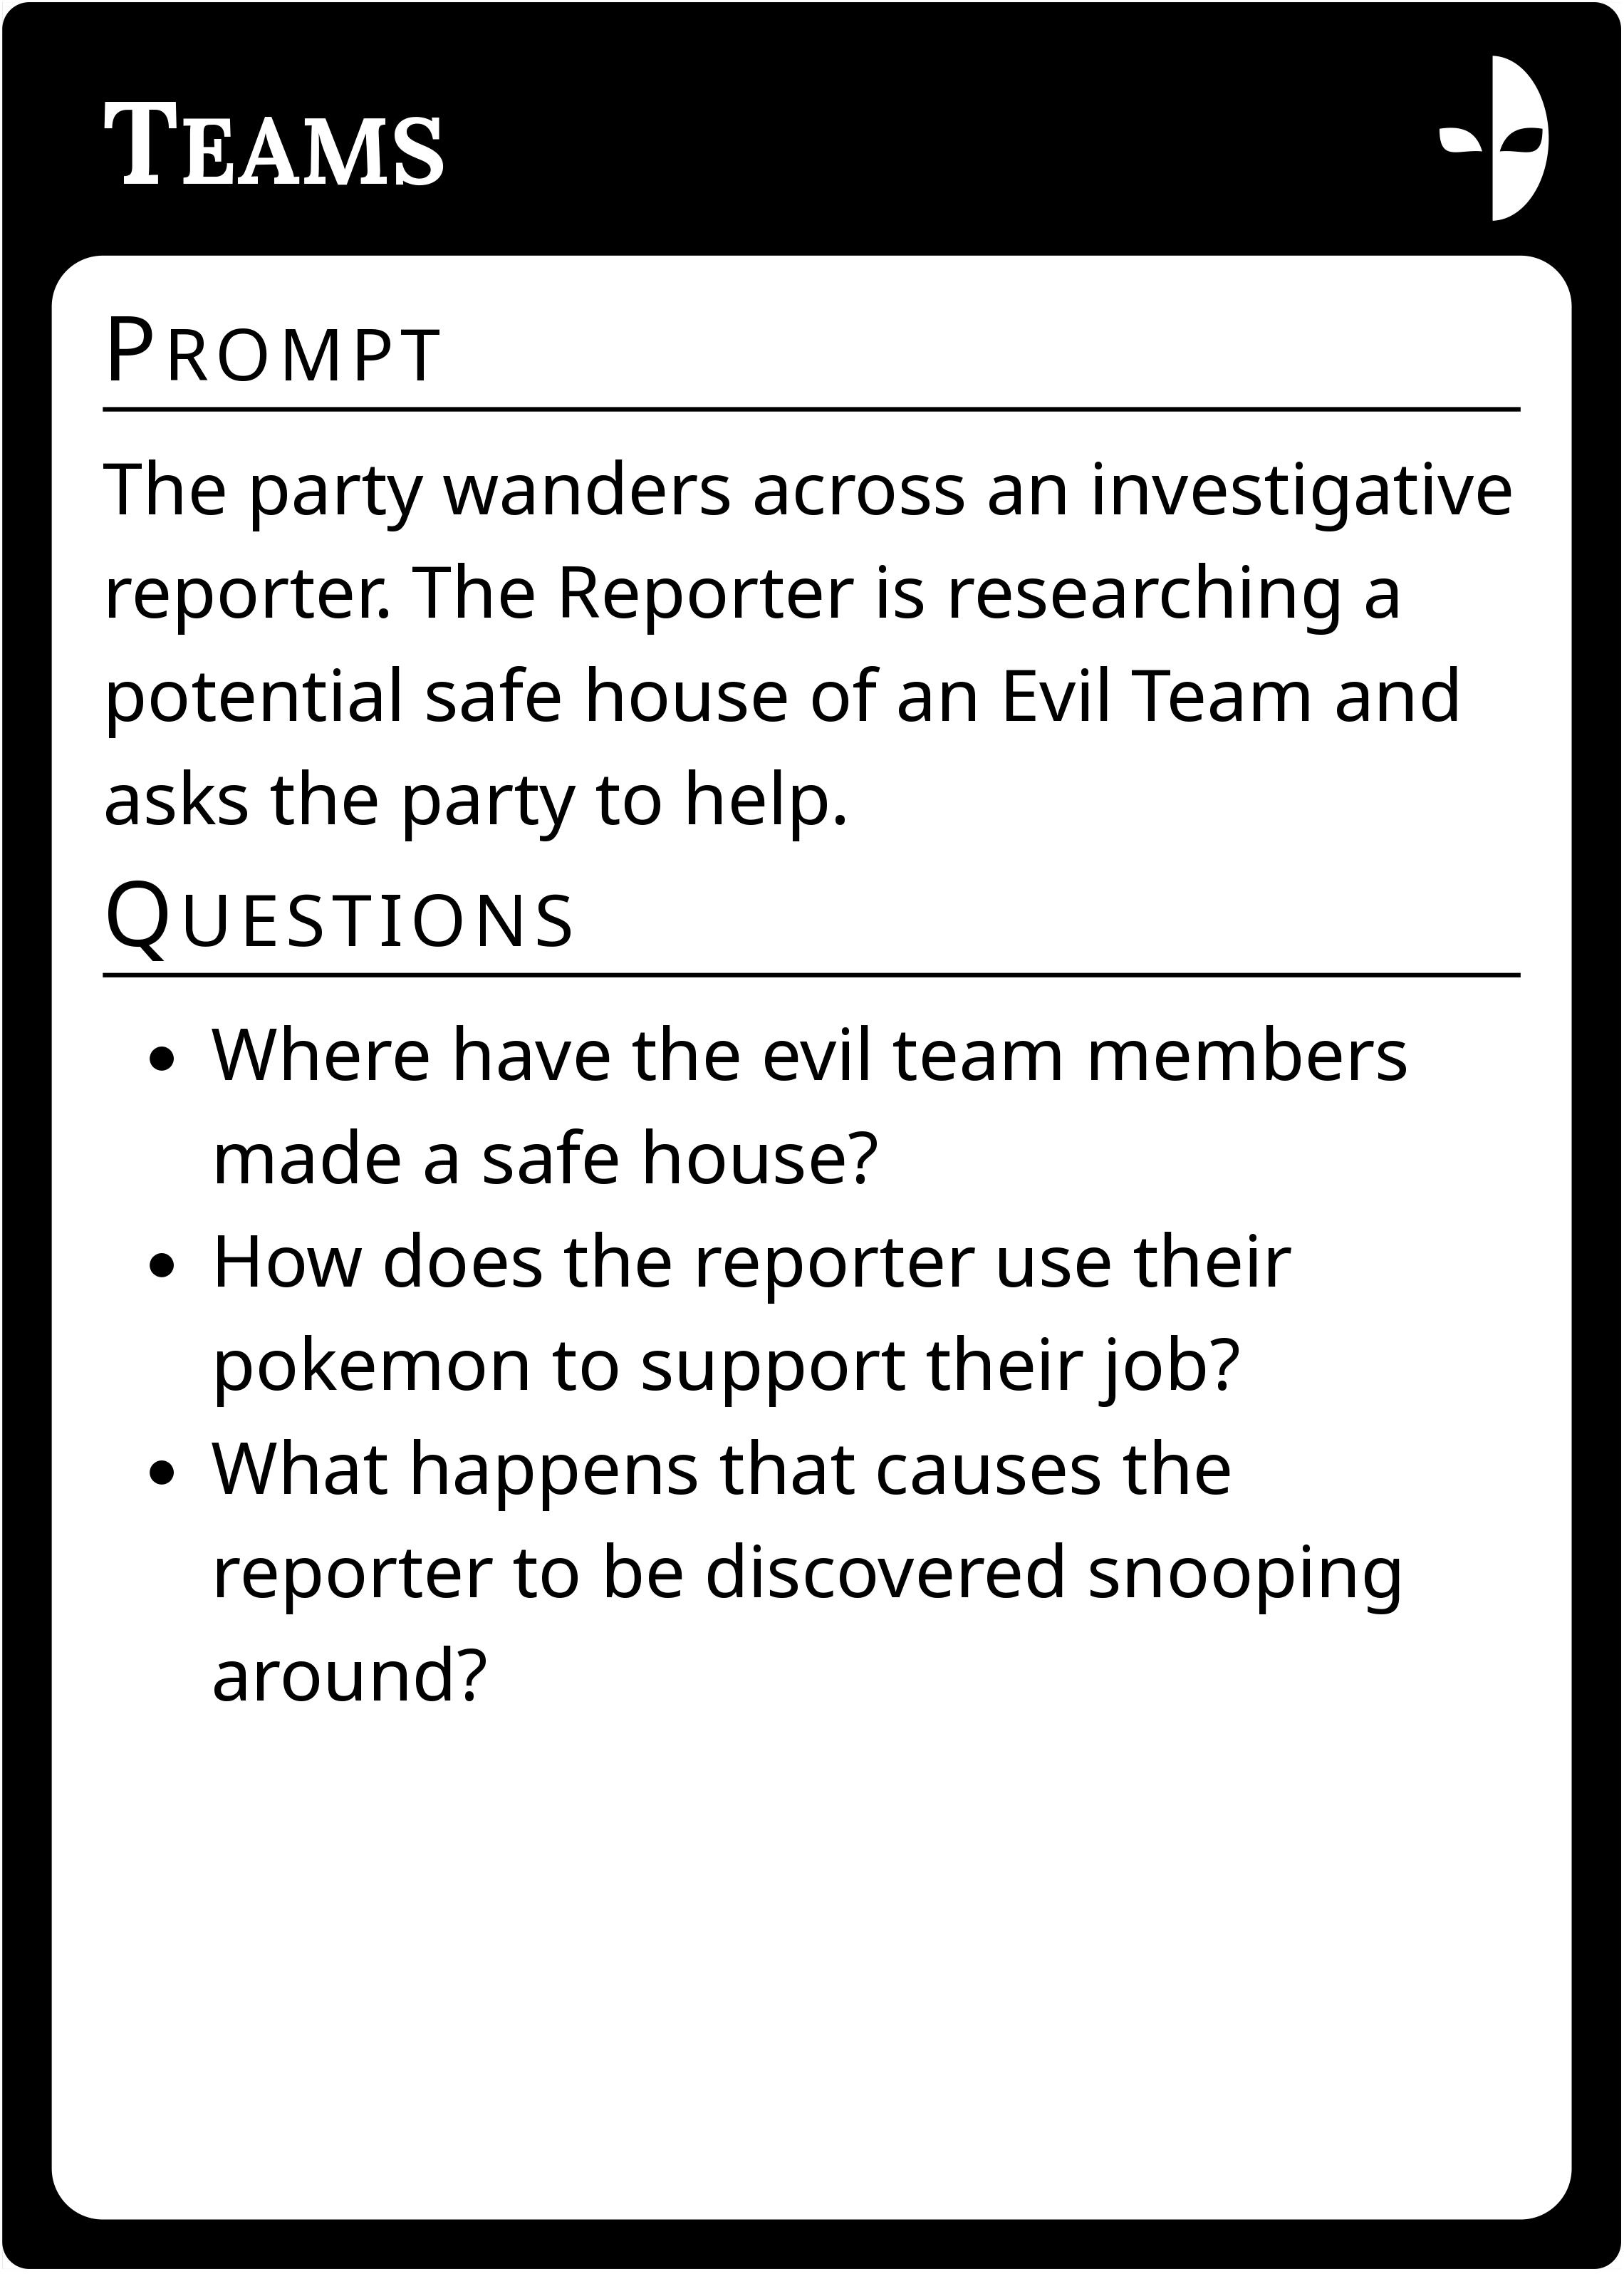 Teams
Prompt
The party wanders across an investigative
reporter. The Reporter is researching a
potential safe house of an Evil Team and
asks the party to help.
Questions
• Where have the evil team members
made a safe house?
• How does the reporter use their
pokemon to support their job?
• What happens that causes the
reporter to be discovered snooping
around?